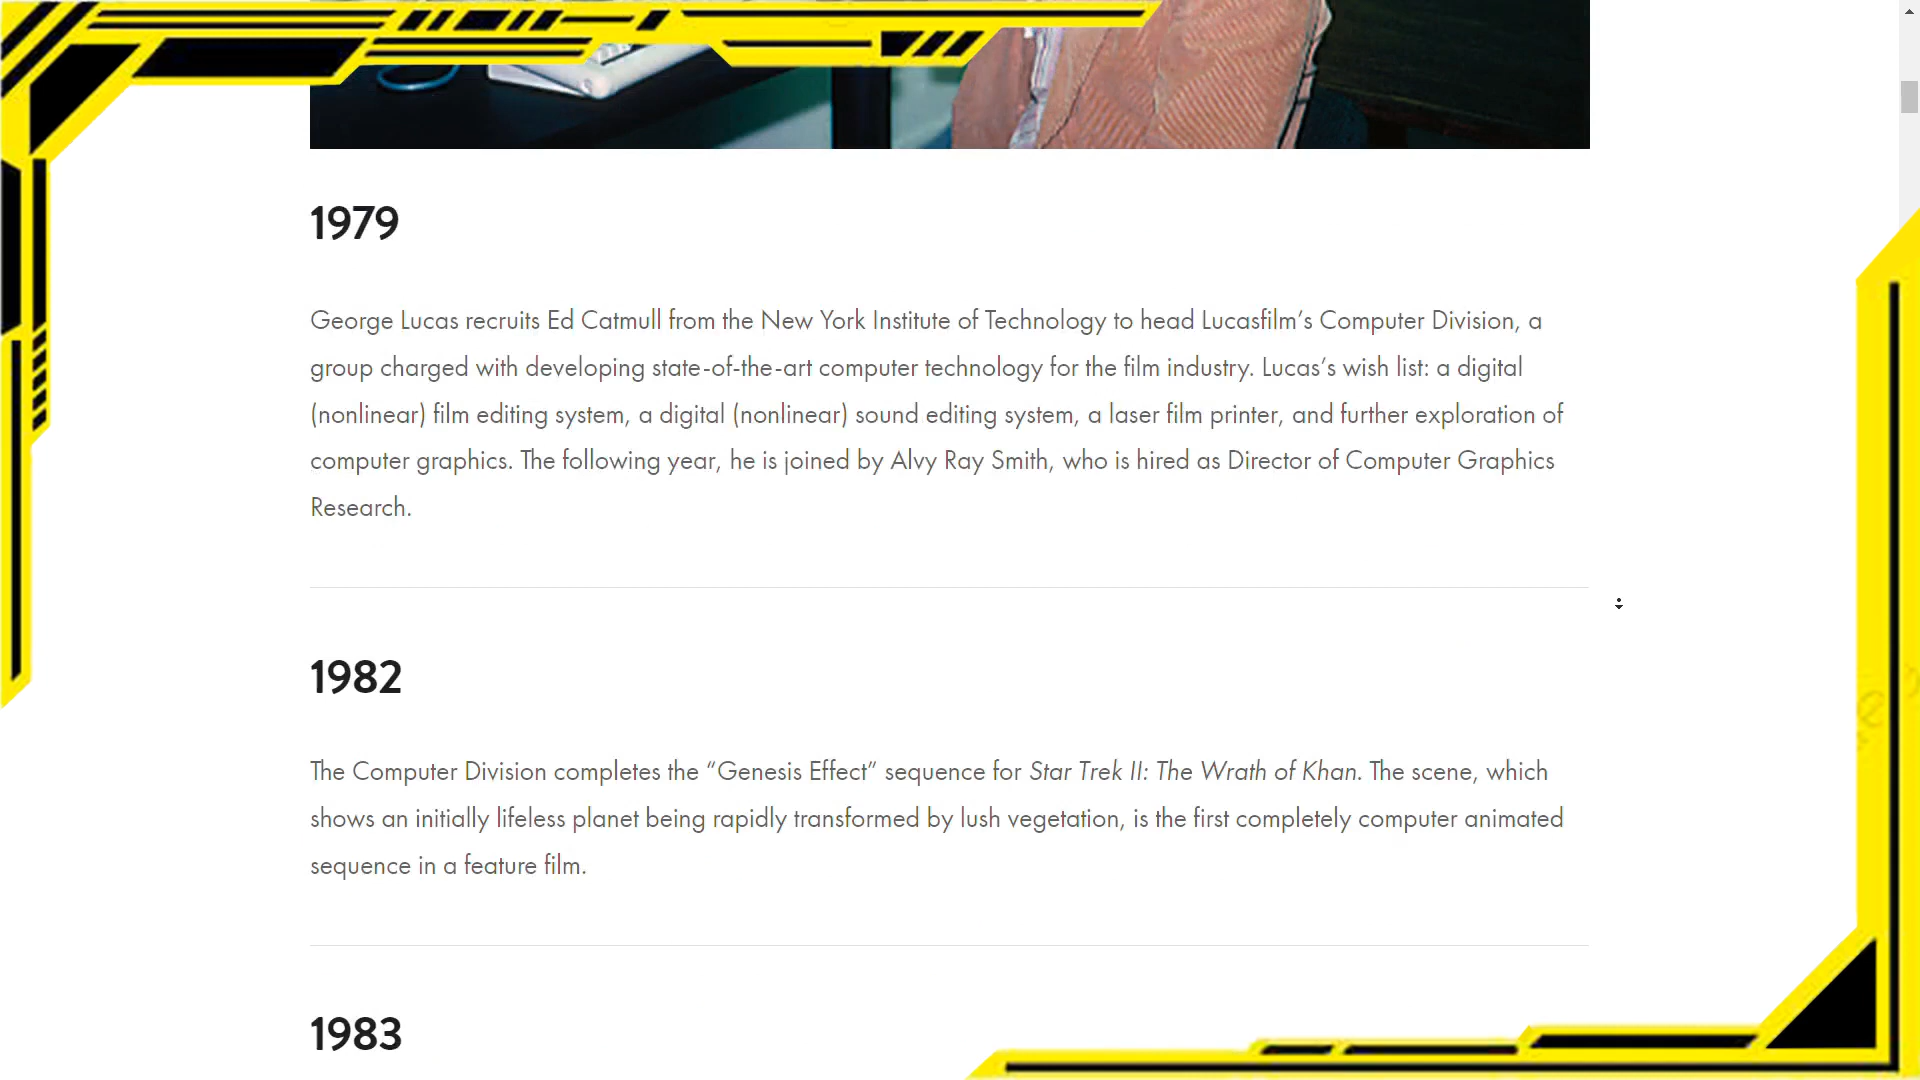 1979
George Lucas recruits Ed Catmull from the New York Institute of Technology to head Lucasfilm’s Computer Division, a
group charged with developing state-of-the-art computer technology for the film industry. Lucas’s wish list: a digital
(nonlinear) film editing system, a digital (nonlinear) sound editing system, a laser film printer, and further exploration of
computer graphics. The following year, he is joined by Alvy Ray Smith, who is hired as Director of Computer Graphics
Research.
1982
The Computer Division completes the “Genesis Effect” sequence for Star Trek II: The Wrath of Khan. The scene, which
shows an initially lifeless planet being rapidly transformed by lush vegetation, is the first completely computer animated
sequence in a feature film.
1983